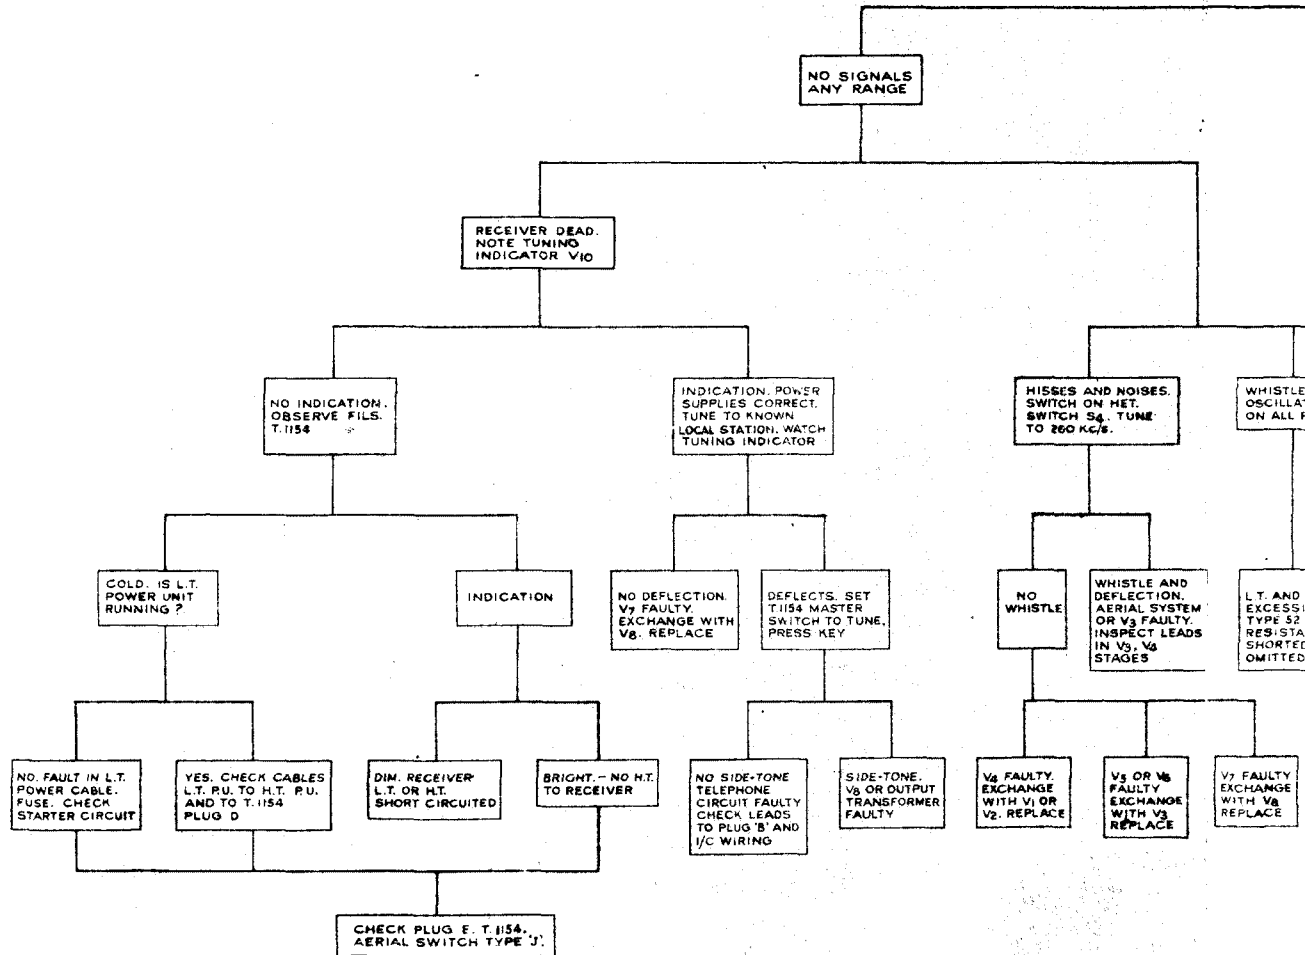 NO SIGNALS
ANY RANGE
RECEIVER DEAD.
NOTE TUNING
INDICATOR V10
NO INDICATION.
OBSERVE FILS.
T.1154
INDICATION. POWER
SUPPLIES CORRECT.
TUNE TO KNOWN
LOCAL STATION. WATCH
TUNING INDICATOR
HISSES AND NOISES.
SWITCH ON HET.
SWITCH S4. TUNE
TO 260 KC/S.
WHISTLE
OSCILLAT
ON ALL
COLD. IS L.T.
POWER UNIT
RUNNING ?
INDICATION
NO DEFLECTION.
V7 FAULTY.
EXCHANGE WITH
V8. REPLACE
DEFLECTS. SET
T.1154 MASTER
SWITCH TO TUNE.
PRESS KEY
NO
WHISTLE
WHISTLE AND
DEFLECTION.
AERIAL SYSTEM
OR V3 FAULTY.
INSPECT LEADS
IN V3, V4
STAGES
L.T. AND
EXCESSI
TYPE 52
RESISTA
SHORTED
OMITTED
NO. FAULT IN L.T.
POWER CABLE.
FUSE. CHECK
STARTER CIRCUIT
YES. CHECK CABLES
L.T. P.U. TO H.T. P.U.
AND TO T.1154
PLUG D
DIM. RECEIVER
L.T. OR H.T.
SHORT CIRCUITED
BRIGHT.- NO H.T.
TO RECEIVER
NO SIDE-TONE
TELEPHONE
CIRCUIT FAULTY
CHECK LEADS
TO PLUG 'B' AND
I/C WIRING
SIDE-TONE.
V8 OR OUTPUT
TRANSFORMER
FAULTY
V4 FAULTY.
EXCHANGE
WITH V1 OR
V2. REPLACE
V5 OR V6
FAULTY
EXCHANGE
WITH V3
REPLACE
V7 FAULTY
EXCHANGE
WITH V8
REPLACE
CHECK PLUG E. T.1154.
AERIAL SWITCH TYPE 'J'.